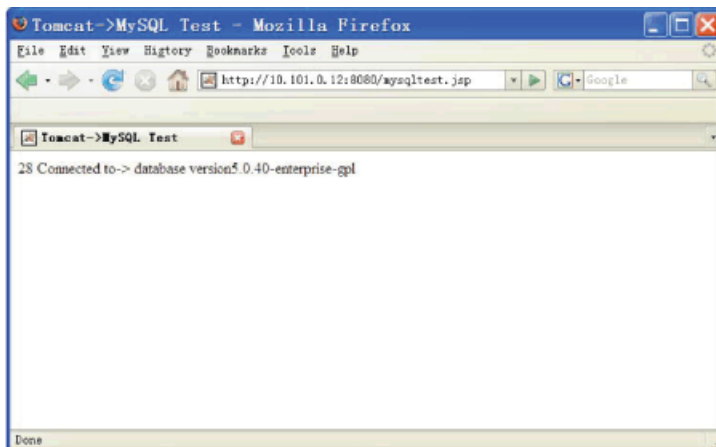 Tomcat->MySQL Test - Mozilla Firefox
File Edit View History Bookmarks Tools Help
http://10.101.0.12:8080/mysqltest.jsp Google
Tomcat->MySQL Test
28 Connected to-> database version5.0.40-enterprise-gpl
Done